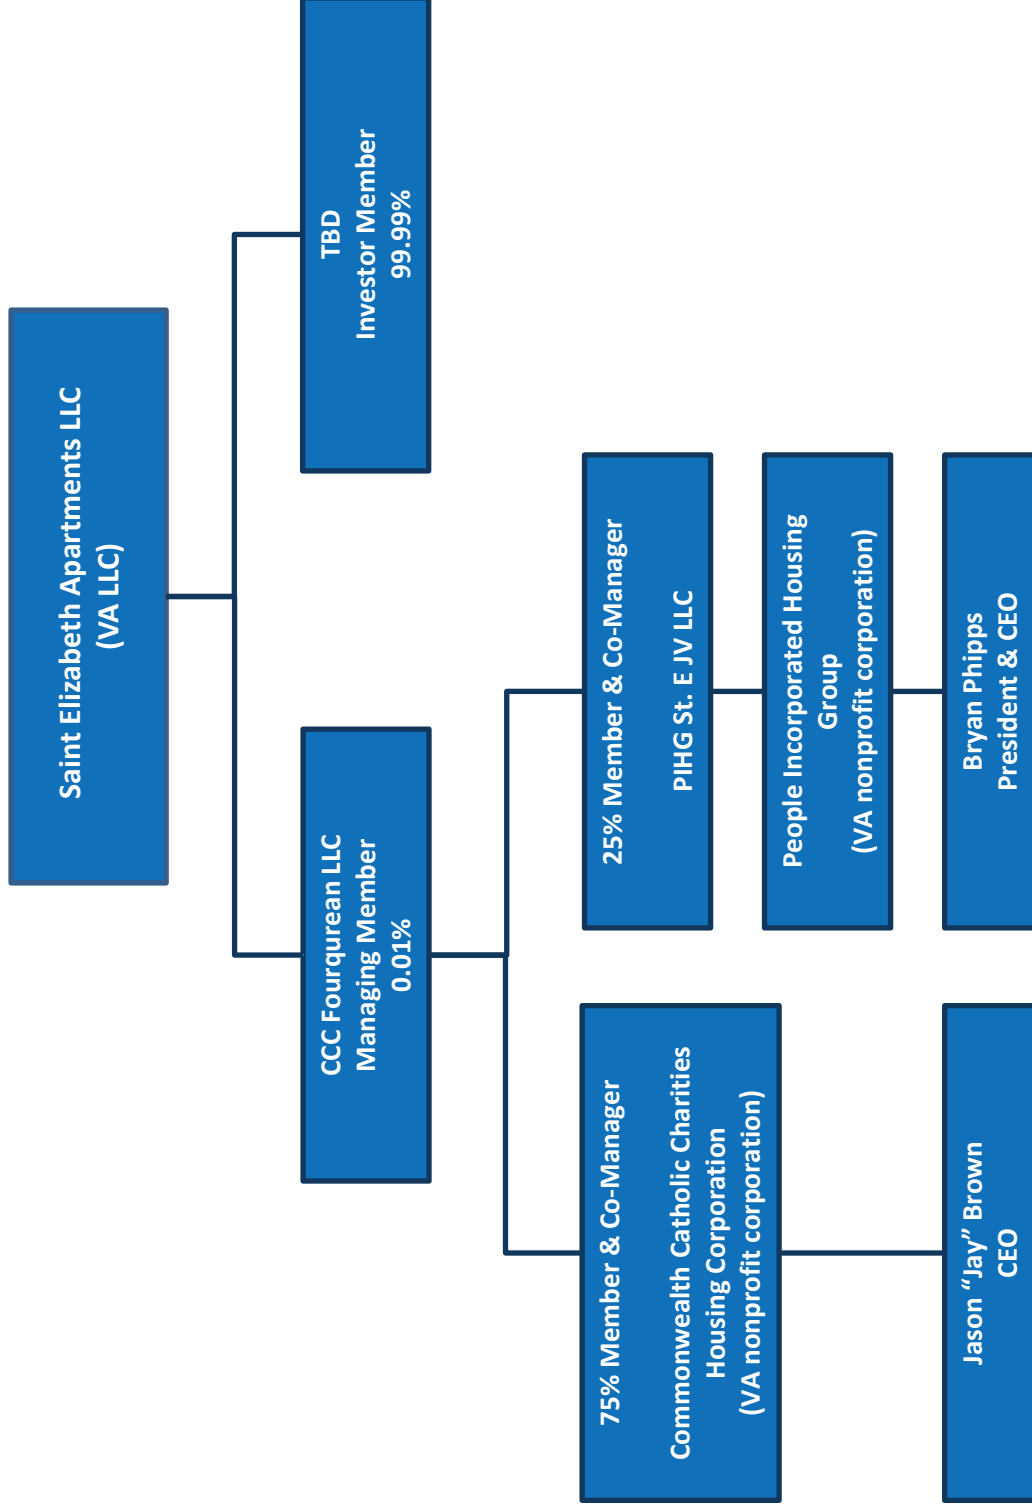 Saint Elizabeth Apartments LLC
(VA LLC)
CCC Fourqurean LLC
Managing Member
0.01%
TBD
Investor Member
99.99%
75% Member & Co-Manager
Commonwealth Catholic Charities
Housing Corporation
(VA nonprofit corporation)
25% Member & Co-Manager
PIHG St. E JV LLC
People Incorporated Housing
Group
(VA nonprofit corporation)
Jason “Jay” Brown
CEO
Bryan Phipps
President & CEO